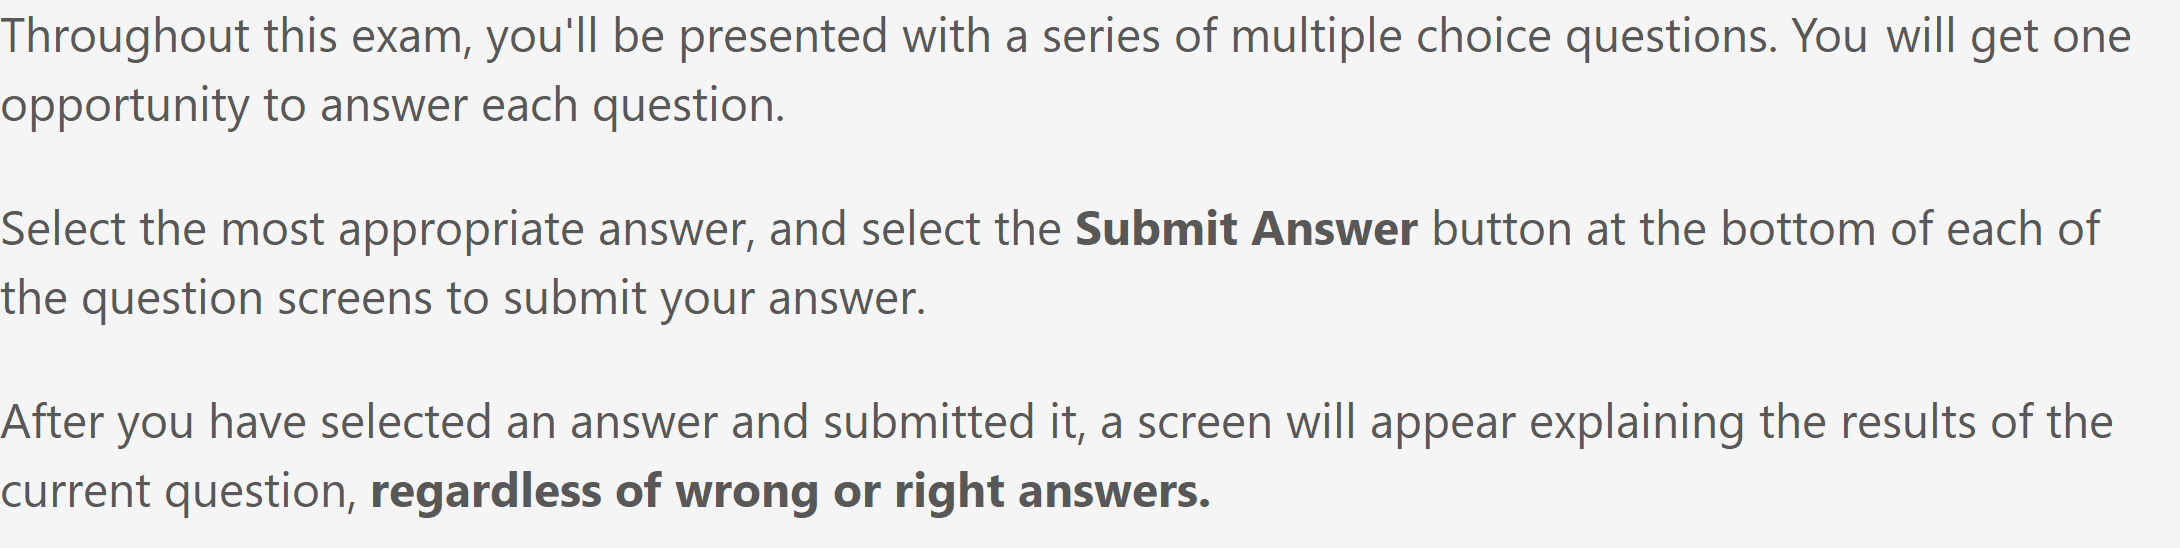 Throughout this exam, you'll be presented with a series of multiple choice questions. You will get one
opportunity to answer each question.
Select the most appropriate answer, and select the Submit Answer button at the bottom of each of
the question screens to submit your answer.
After you have selected an answer and submitted it, a screen will appear explaining the results of the
current question, regardless of wrong or right answers.